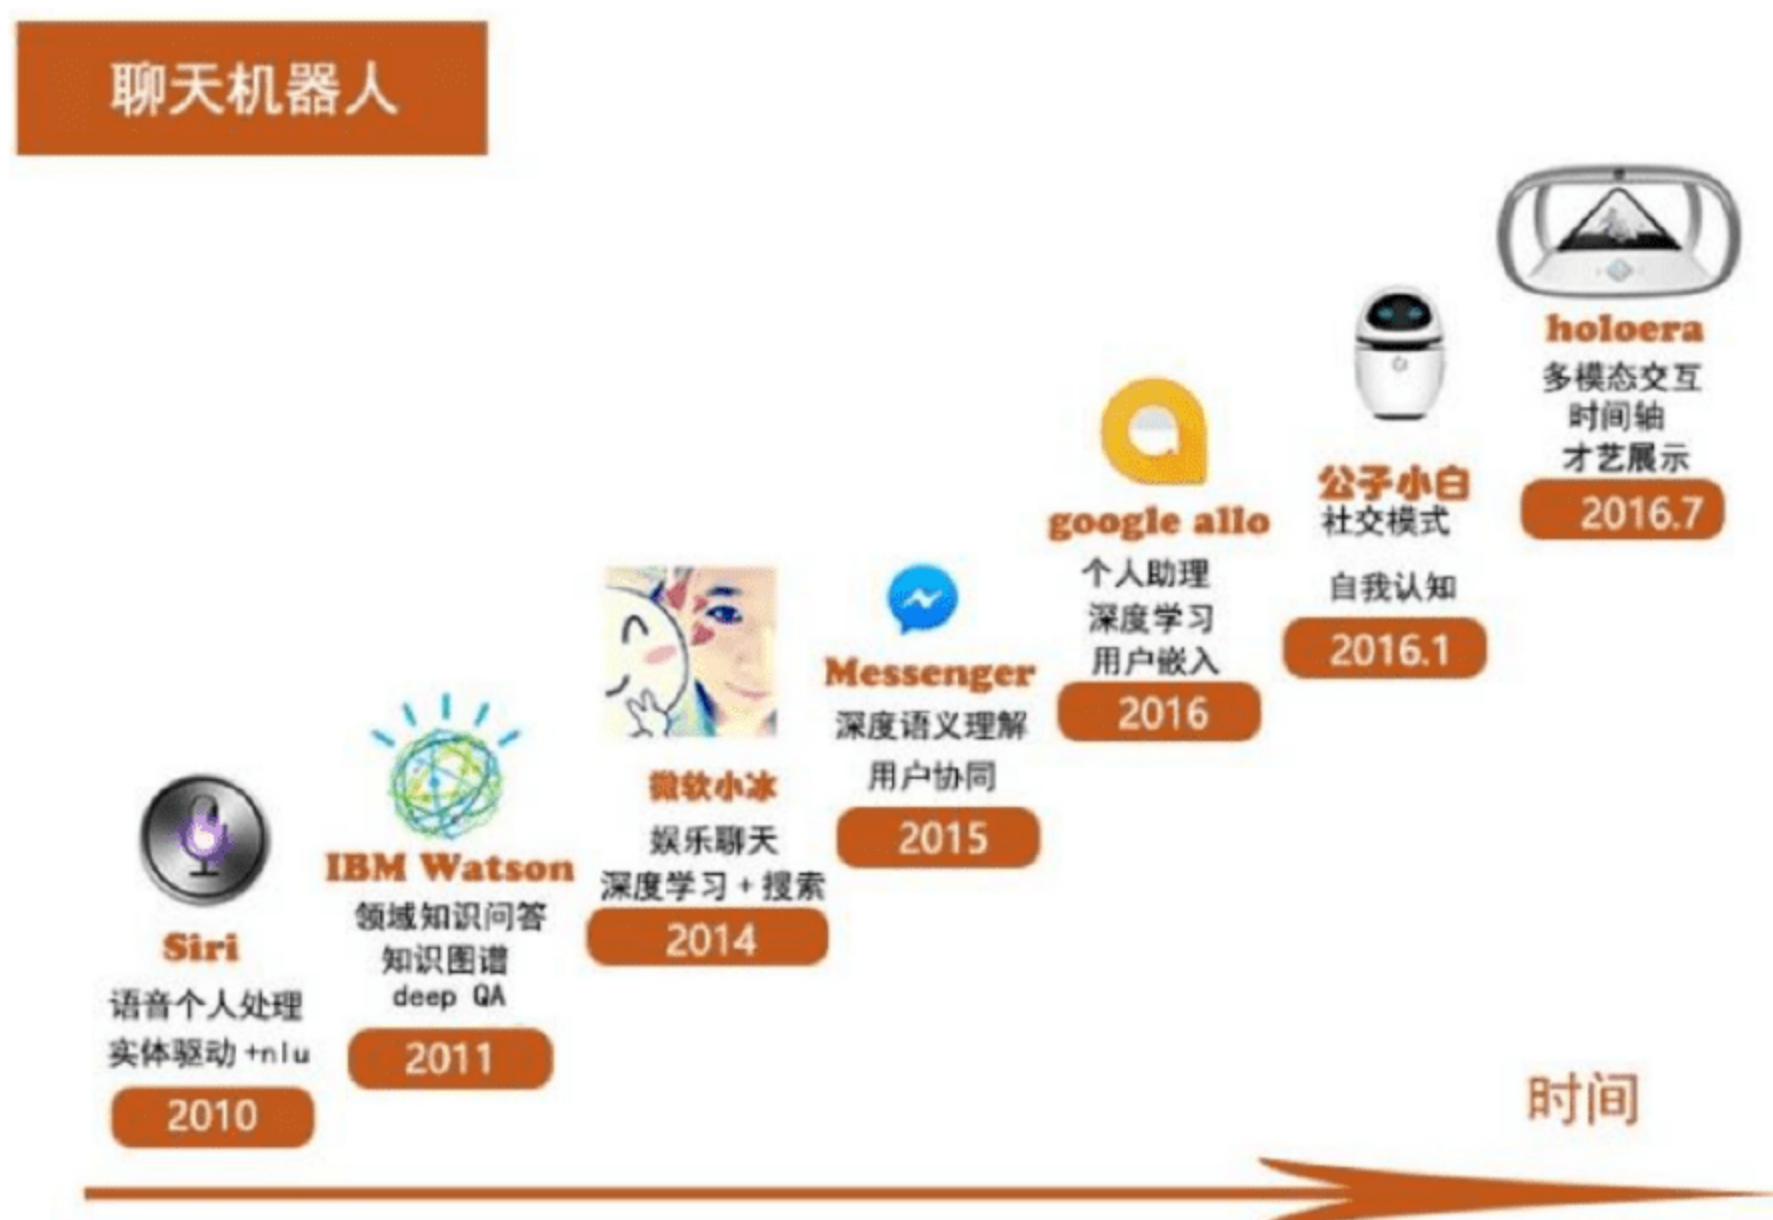 聊天机器人
Siri
语音个人处理
实体驱动+nlu
2010
IBM Watson
领域知识问答
知识图谱
deep QA
2011
微软小冰
娱乐聊天
深度学习+搜索
2014
Messenger
深度语义理解
用户协同
2015
google allo
个人助理
深度学习
用户嵌入
2016
公子小白
社交模式
自我认知
2016.1
holoera
多模态交互
时间轴
才艺展示
2016.7
时间